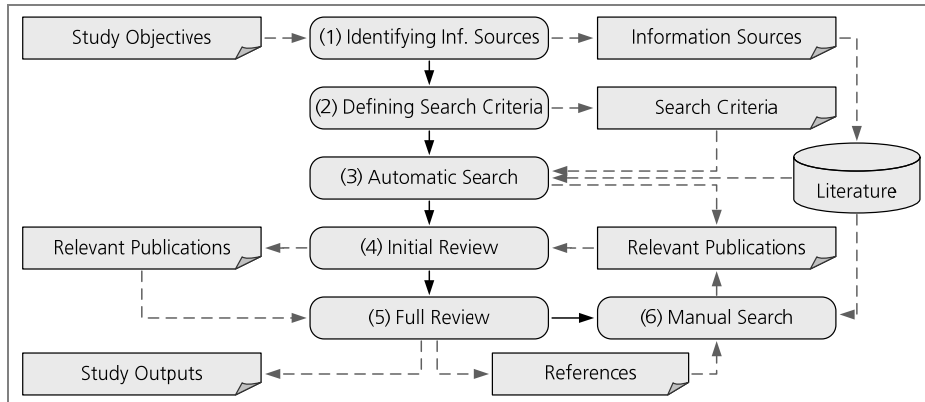 Study Objectives
(1) Identifying Inf. Sources
Information Sources
(2) Defining Search Criteria
Search Criteria
(3) Automatic Search
Literature
Relevant Publications
(4) Initial Review
Relevant Publications
(5) Full Review
(6) Manual Search
Study Outputs
References